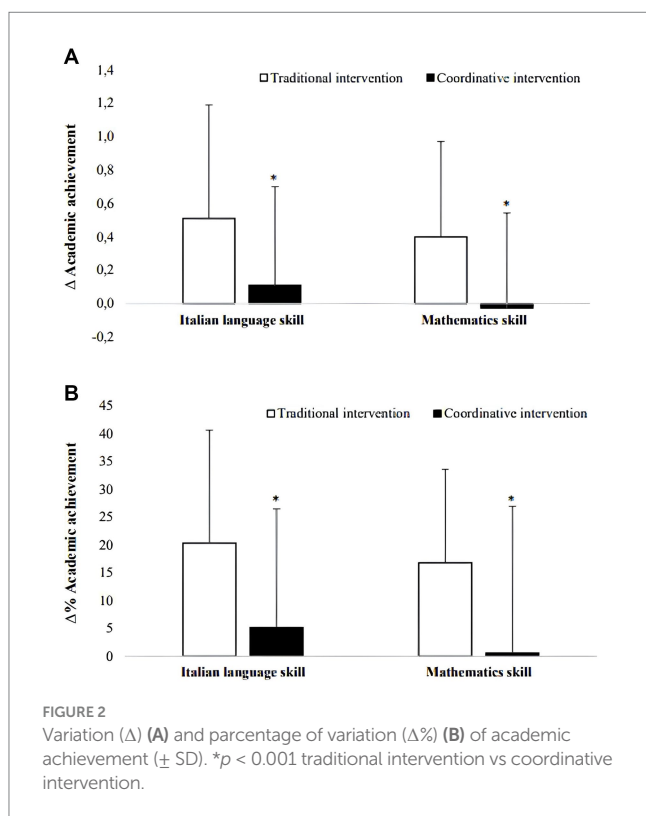 A
1,4
1,2
1,0
0,8
0,6
0,4
0,2
0,0
-0,2
Δ Academic achievement
Traditional intervention Coordinative intervention
*
*
Italian language skill Mathematics skill
B
45
40
35
30
25
20
15
10
5
0
Δ% Academic achievement
Traditional intervention Coordinative intervention
*
*
Italian language skill Mathematics skill
FIGURE 2
Variation (Δ) (A) and parcentage of variation (Δ%) (B) of academic
achievement (± SD). *p < 0.001 traditional intervention vs coordinative
intervention.